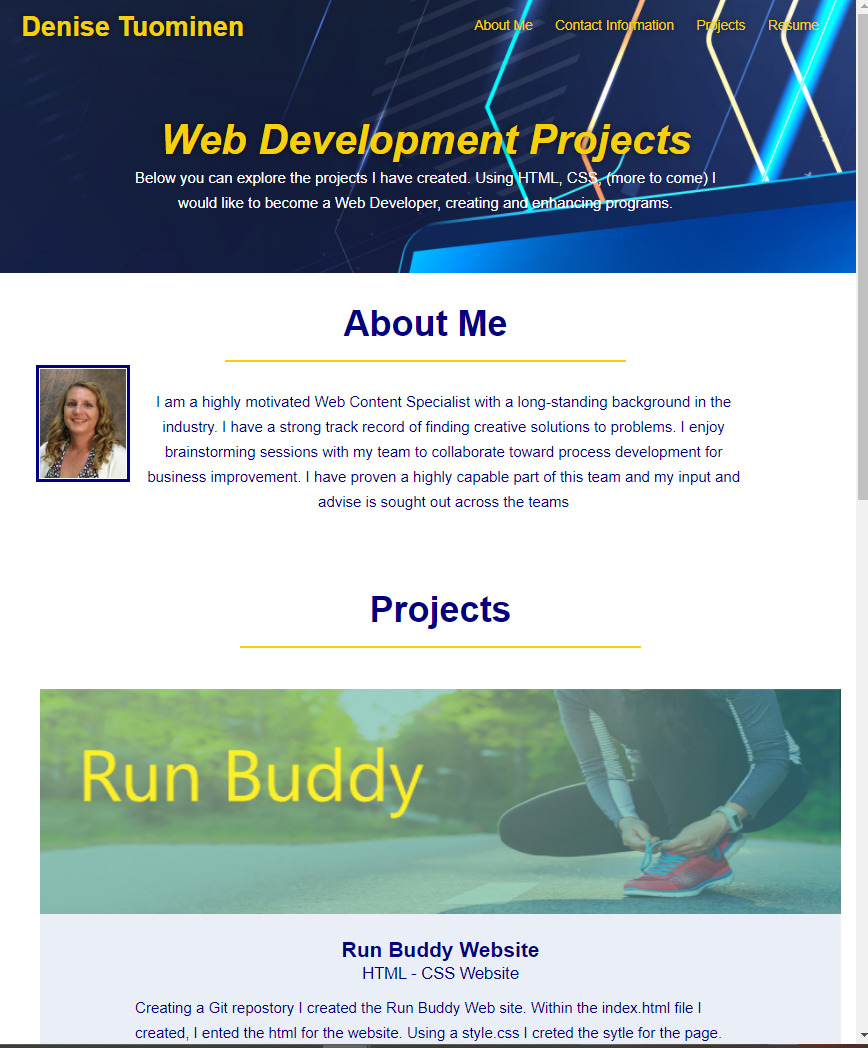 Denise Tuominen
About Me Contact Information Projects Resume
Web Development Projects
Below you can explore the projects I have created. Using HTML, CSS, (more to come) I
would like to become a Web Developer, creating and enhancing programs.
About Me
I am a highly motivated Web Content Specialist with a long-standing background in the
industry. I have a strong track record of finding creative solutions to problems. I enjoy
brainstorming sessions with my team to collaborate toward process development for
business improvement. I have proven a highly capable part of this team and my input and
advise is sought out across the teams
Projects
Run Buddy
Run Buddy Website
HTML - CSS Website
Creating a Git repostory I created the Run Buddy Web site. Within the index.html file I
created, I ented the html for the website. Using a style.css I creted the sytle for the page.